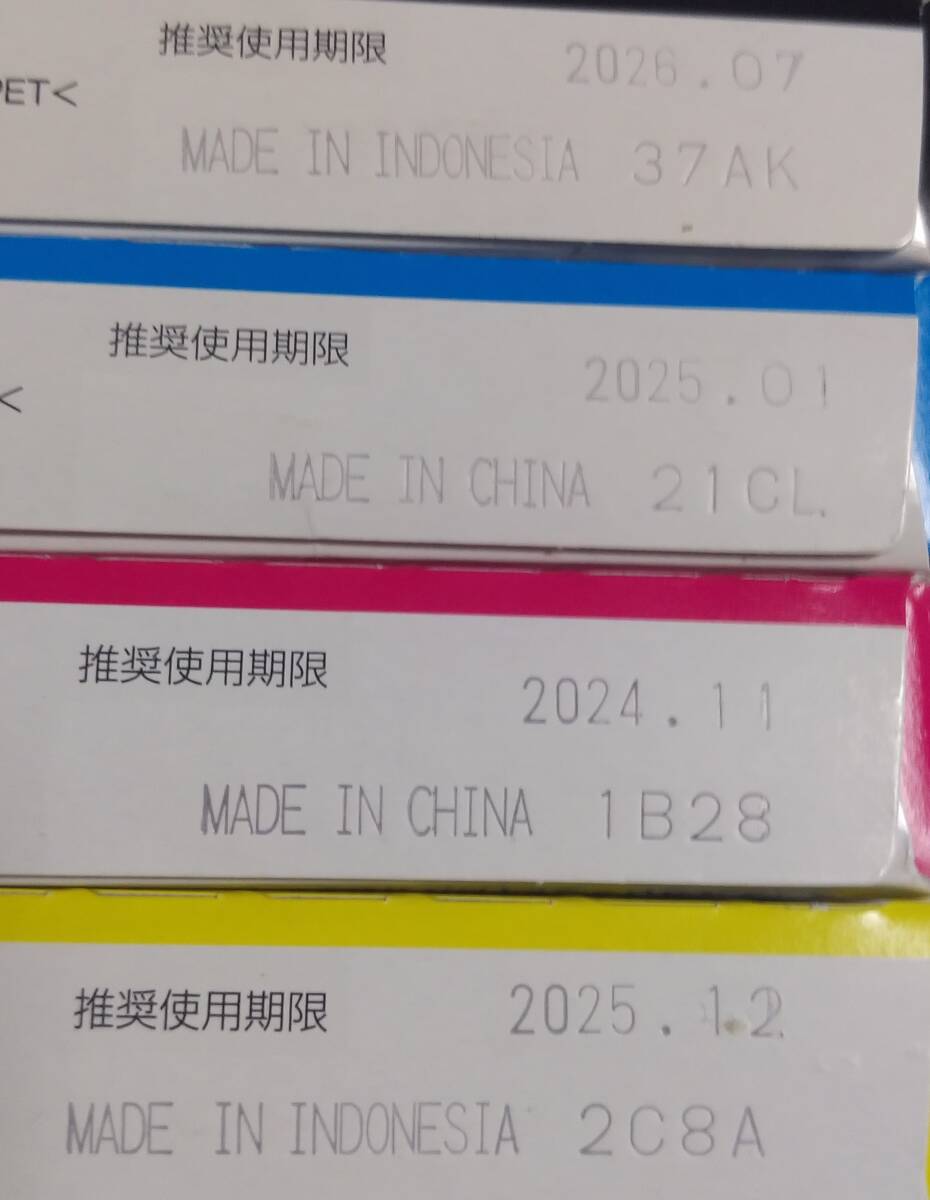 推奨使用期限 2026.07
PET<
MADE IN INDONESIA 37AK
推奨使用期限 2025.01
<
MADE IN CHINA 21CL
推奨使用期限 2024.11
MADE IN CHINA 1B28
推奨使用期限 2025.12
MADE IN INDONESIA 2C8A